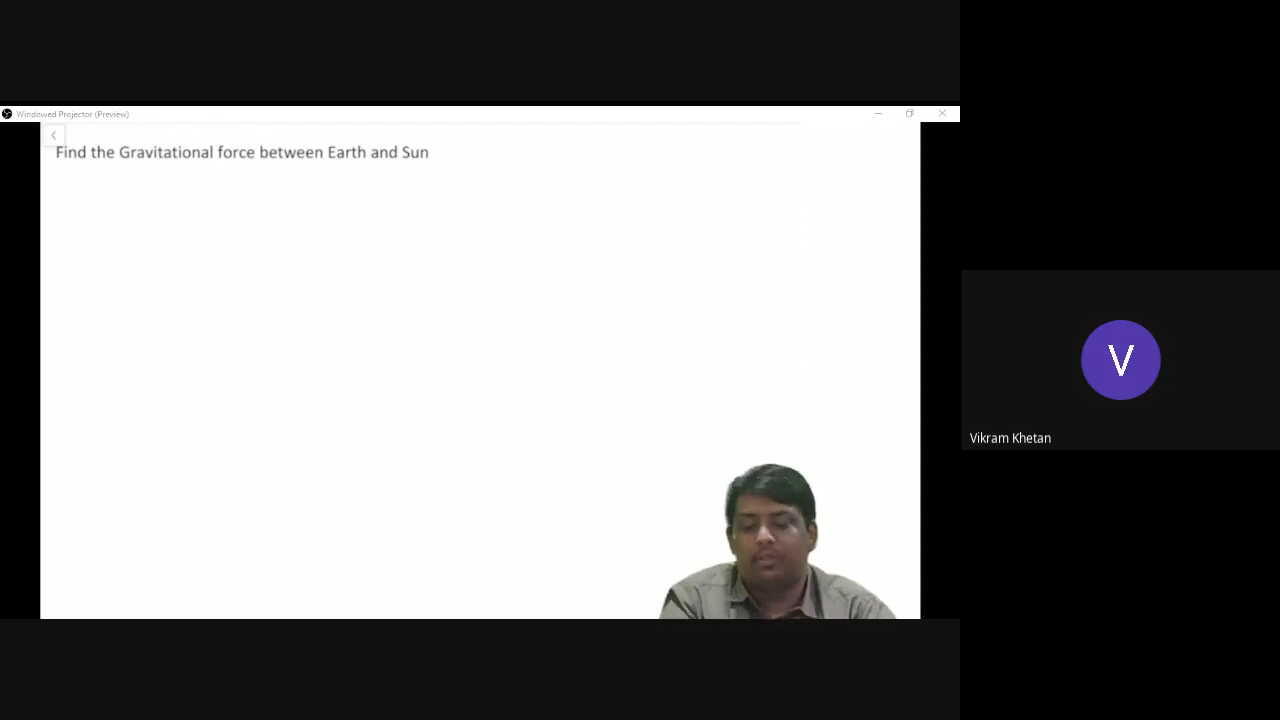 Windowed Projector (Preview)
Find the Gravitational force between Earth and Sun
V
Vikram Khetan